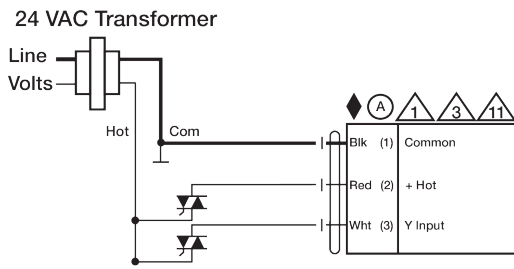 24 VAC Transformer
Line
Volts
Hot
Com
A 1 3 11
Blk (1) Common
Red (2) + Hot
Wht (3) Y Input